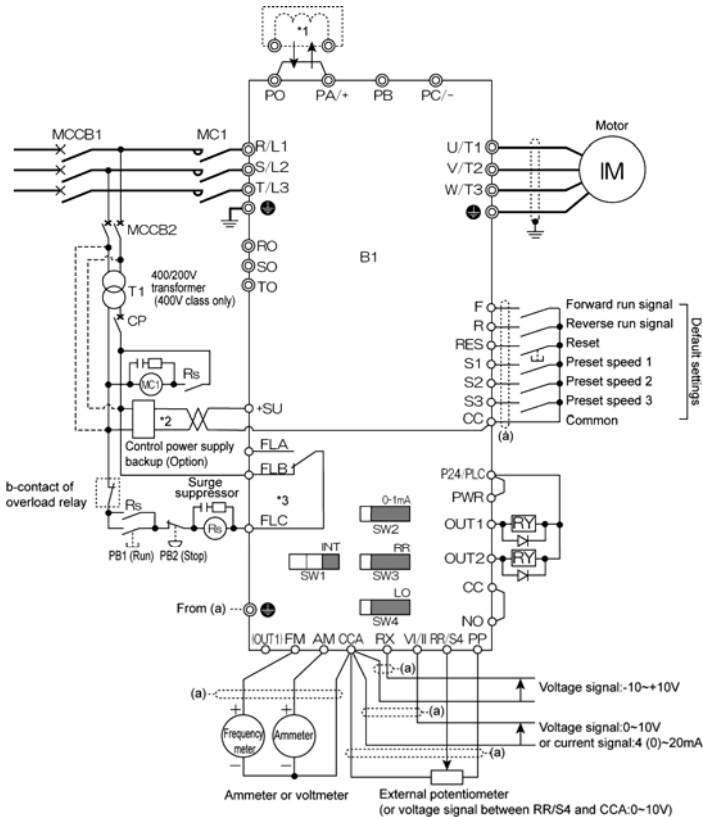 *1
PO PA/+ PB PC/-
MCCB1 MC1
R/L1
S/L2
T/L3
U/T1
V/T2
W/T3
Motor
IM
MCCB2
RO
SO
TO
B1
T1
400/200V
transformer
(400V class only)
CP
MC1
Rs
*2
+SU
Control power supply
backup (Option)
F
R
RES
S1
S2
S3
CC
(a)
Forward run signal
Reverse run signal
Reset
Preset speed 1
Preset speed 2
Preset speed 3
Common
Default settings
FLA
FLB
*3
FLC
b-contact of
overload relay
Rs
Surge
suppressor
Rs
PB1 (Run) PB2 (Stop)
P24/PLC
PWR
OUT1
RY
OUT2
RY
CC
NO
0-1mA
SW2
INT
SW1
RR
SW3
LO
SW4
From (a)
(OUT1) FM AM CCA RX VI/II RR/S4 PP
(a)
(a)
(a)
(a)
+
Frequency
meter
−
+
Ammeter
−
Ammeter or voltmeter
Voltage signal:-10~+10V
Voltage signal:0~10V
or current signal:4 (0)~20mA
External potentiometer
(or voltage signal between RR/S4 and CCA:0~10V)